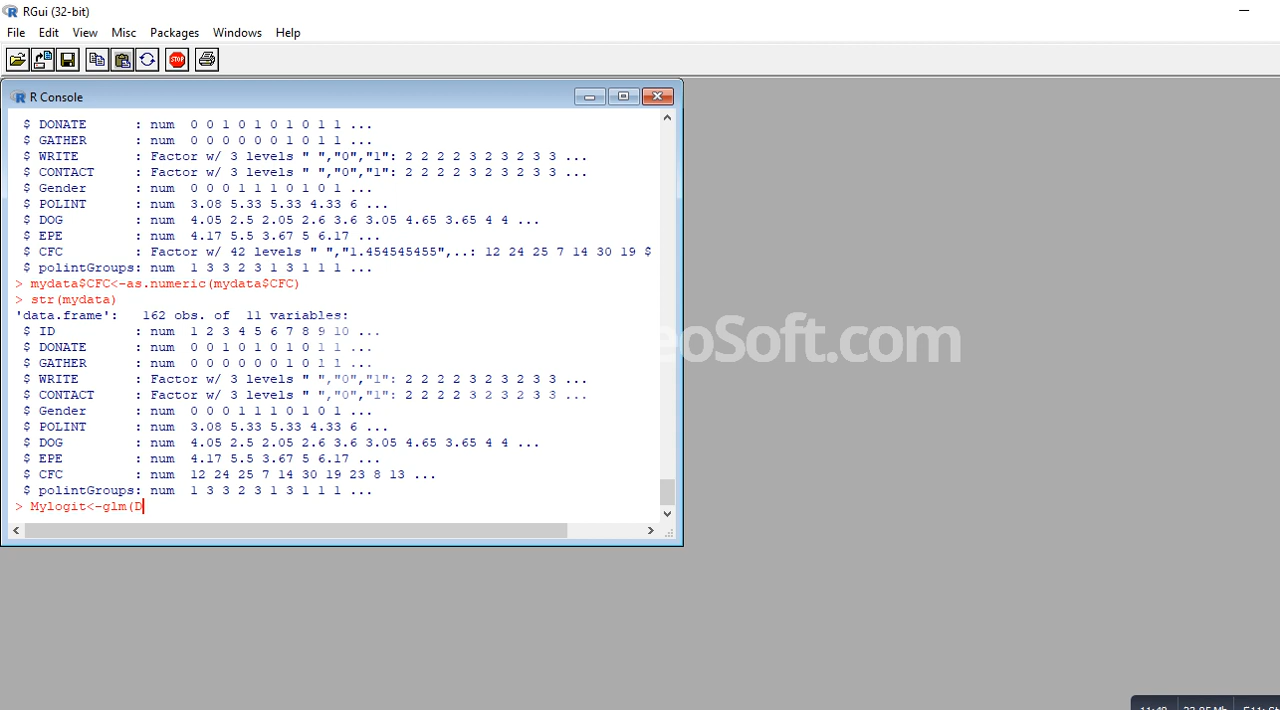 RGui (32-bit)
File Edit View Misc Packages Windows Help
STOP
R Console
$ DONATE : num 0 0 1 0 1 0 1 0 1 1 ...
$ GATHER : num 0 0 0 0 0 0 1 0 1 1 ...
$ WRITE : Factor w/ 3 levels " ","0","1": 2 2 2 2 3 2 3 2 3 3 ...
$ CONTACT : Factor w/ 3 levels " ","0","1": 2 2 2 2 2 3 2 3 3 ...
$ Gender : num 0 0 0 1 1 1 0 1 0 1 ...
$ POLINT : num 3.08 5.33 5.33 4.33 6 ...
$ DOG : num 4.05 2.5 2.05 2.6 3.6 3.05 4.65 3.65 4 4 ...
$ EPE : num 4.17 5.5 3.67 5 6.17 ...
$ CFC : Factor w/ 42 levels " ","1.454545455",..: 12 24 25 7 14 30 19 $
$ polintGroups: num 1 3 3 2 3 1 3 1 1 1 ...
> mydata$CFC<-as.numeric(mydata$CFC)
> str(mydata)
'data.frame': 162 obs. of 11 variables:
$ ID : num 1 2 3 4 5 6 7 8 9 10 ...
$ DONATE : num 0 0 1 0 1 0 1 0 1 1 ...
$ GATHER : num 0 0 0 0 0 0 1 0 1 1 ...
$ WRITE : Factor w/ 3 levels " ","0","1": 2 2 2 2 3 2 3 2 3 3 ...
$ CONTACT : Factor w/ 3 levels " ","0","1": 2 2 2 2 3 2 3 2 3 3 ...
$ Gender : num 0 0 0 1 1 1 0 1 0 1 ...
$ POLINT : num 3.08 5.33 5.33 4.33 6 ...
$ DOG : num 4.05 2.5 2.05 2.6 3.6 3.05 4.65 3.65 4 4 ...
$ EPE : num 4.17 5.5 3.67 5 6.17 ...
$ CFC : num 12 24 25 7 14 30 19 23 8 13 ...
$ polintGroups: num 1 3 3 2 3 1 3 1 1 1 ...
> Mylogit<-glm(D
eoSoft.com